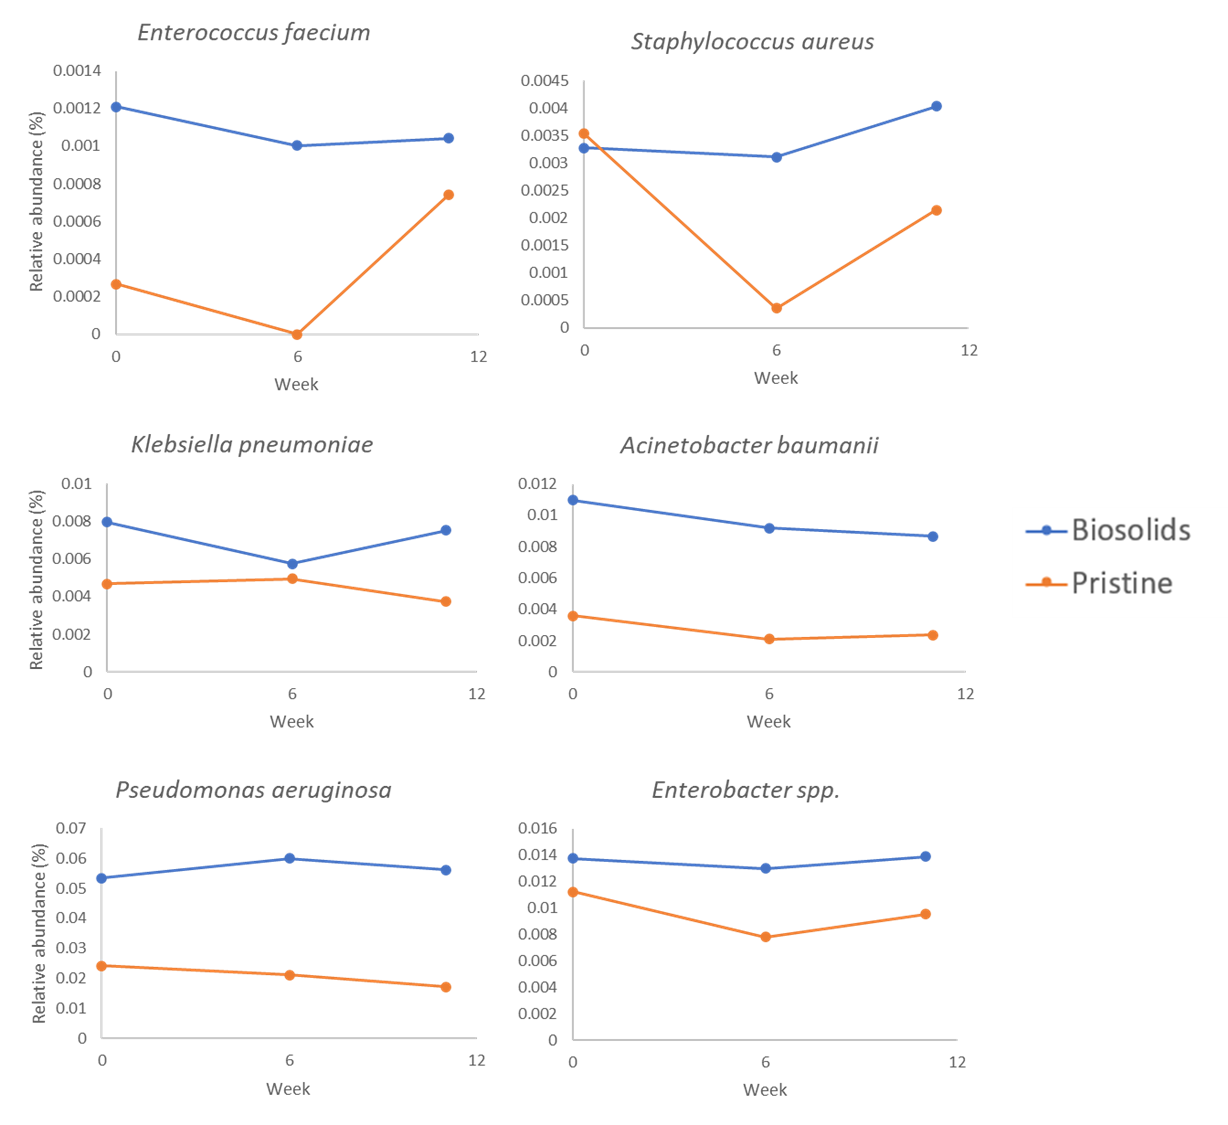 Enterococcus faecium
0.0014
0.0012
0.001
0.0008
0.0006
0.0004
0.0002
0
Relative abundance (%)
0 6 12
Week
Staphylococcus aureus
0.0045
0.004
0.0035
0.003
0.0025
0.002
0.0015
0.001
0.0005
0
0 6 12
Week
Klebsiella pneumoniae
0.01
0.008
0.006
0.004
0.002
0
Relative abundance (%)
0 6 12
Week
Acinetobacter baumanii
0.012
0.01
0.008
0.006
0.004
0.002
0
0 6 12
Week
Biosolids
Pristine
Pseudomonas aeruginosa
0.07
0.06
0.05
0.04
0.03
0.02
0.01
0
Relative abundance (%)
0 6 12
Week
Enterobacter spp.
0.016
0.014
0.012
0.01
0.008
0.006
0.004
0.002
0
0 6 12
Week